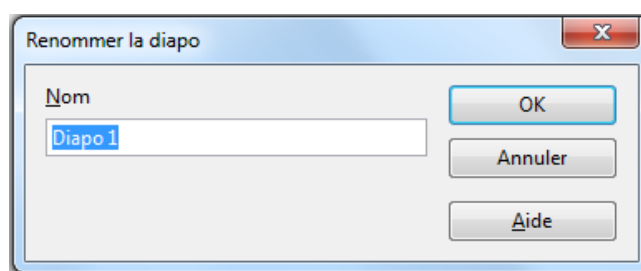 Renommer la diapo
Nom
Diapo 1
OK
Annuler
Aide